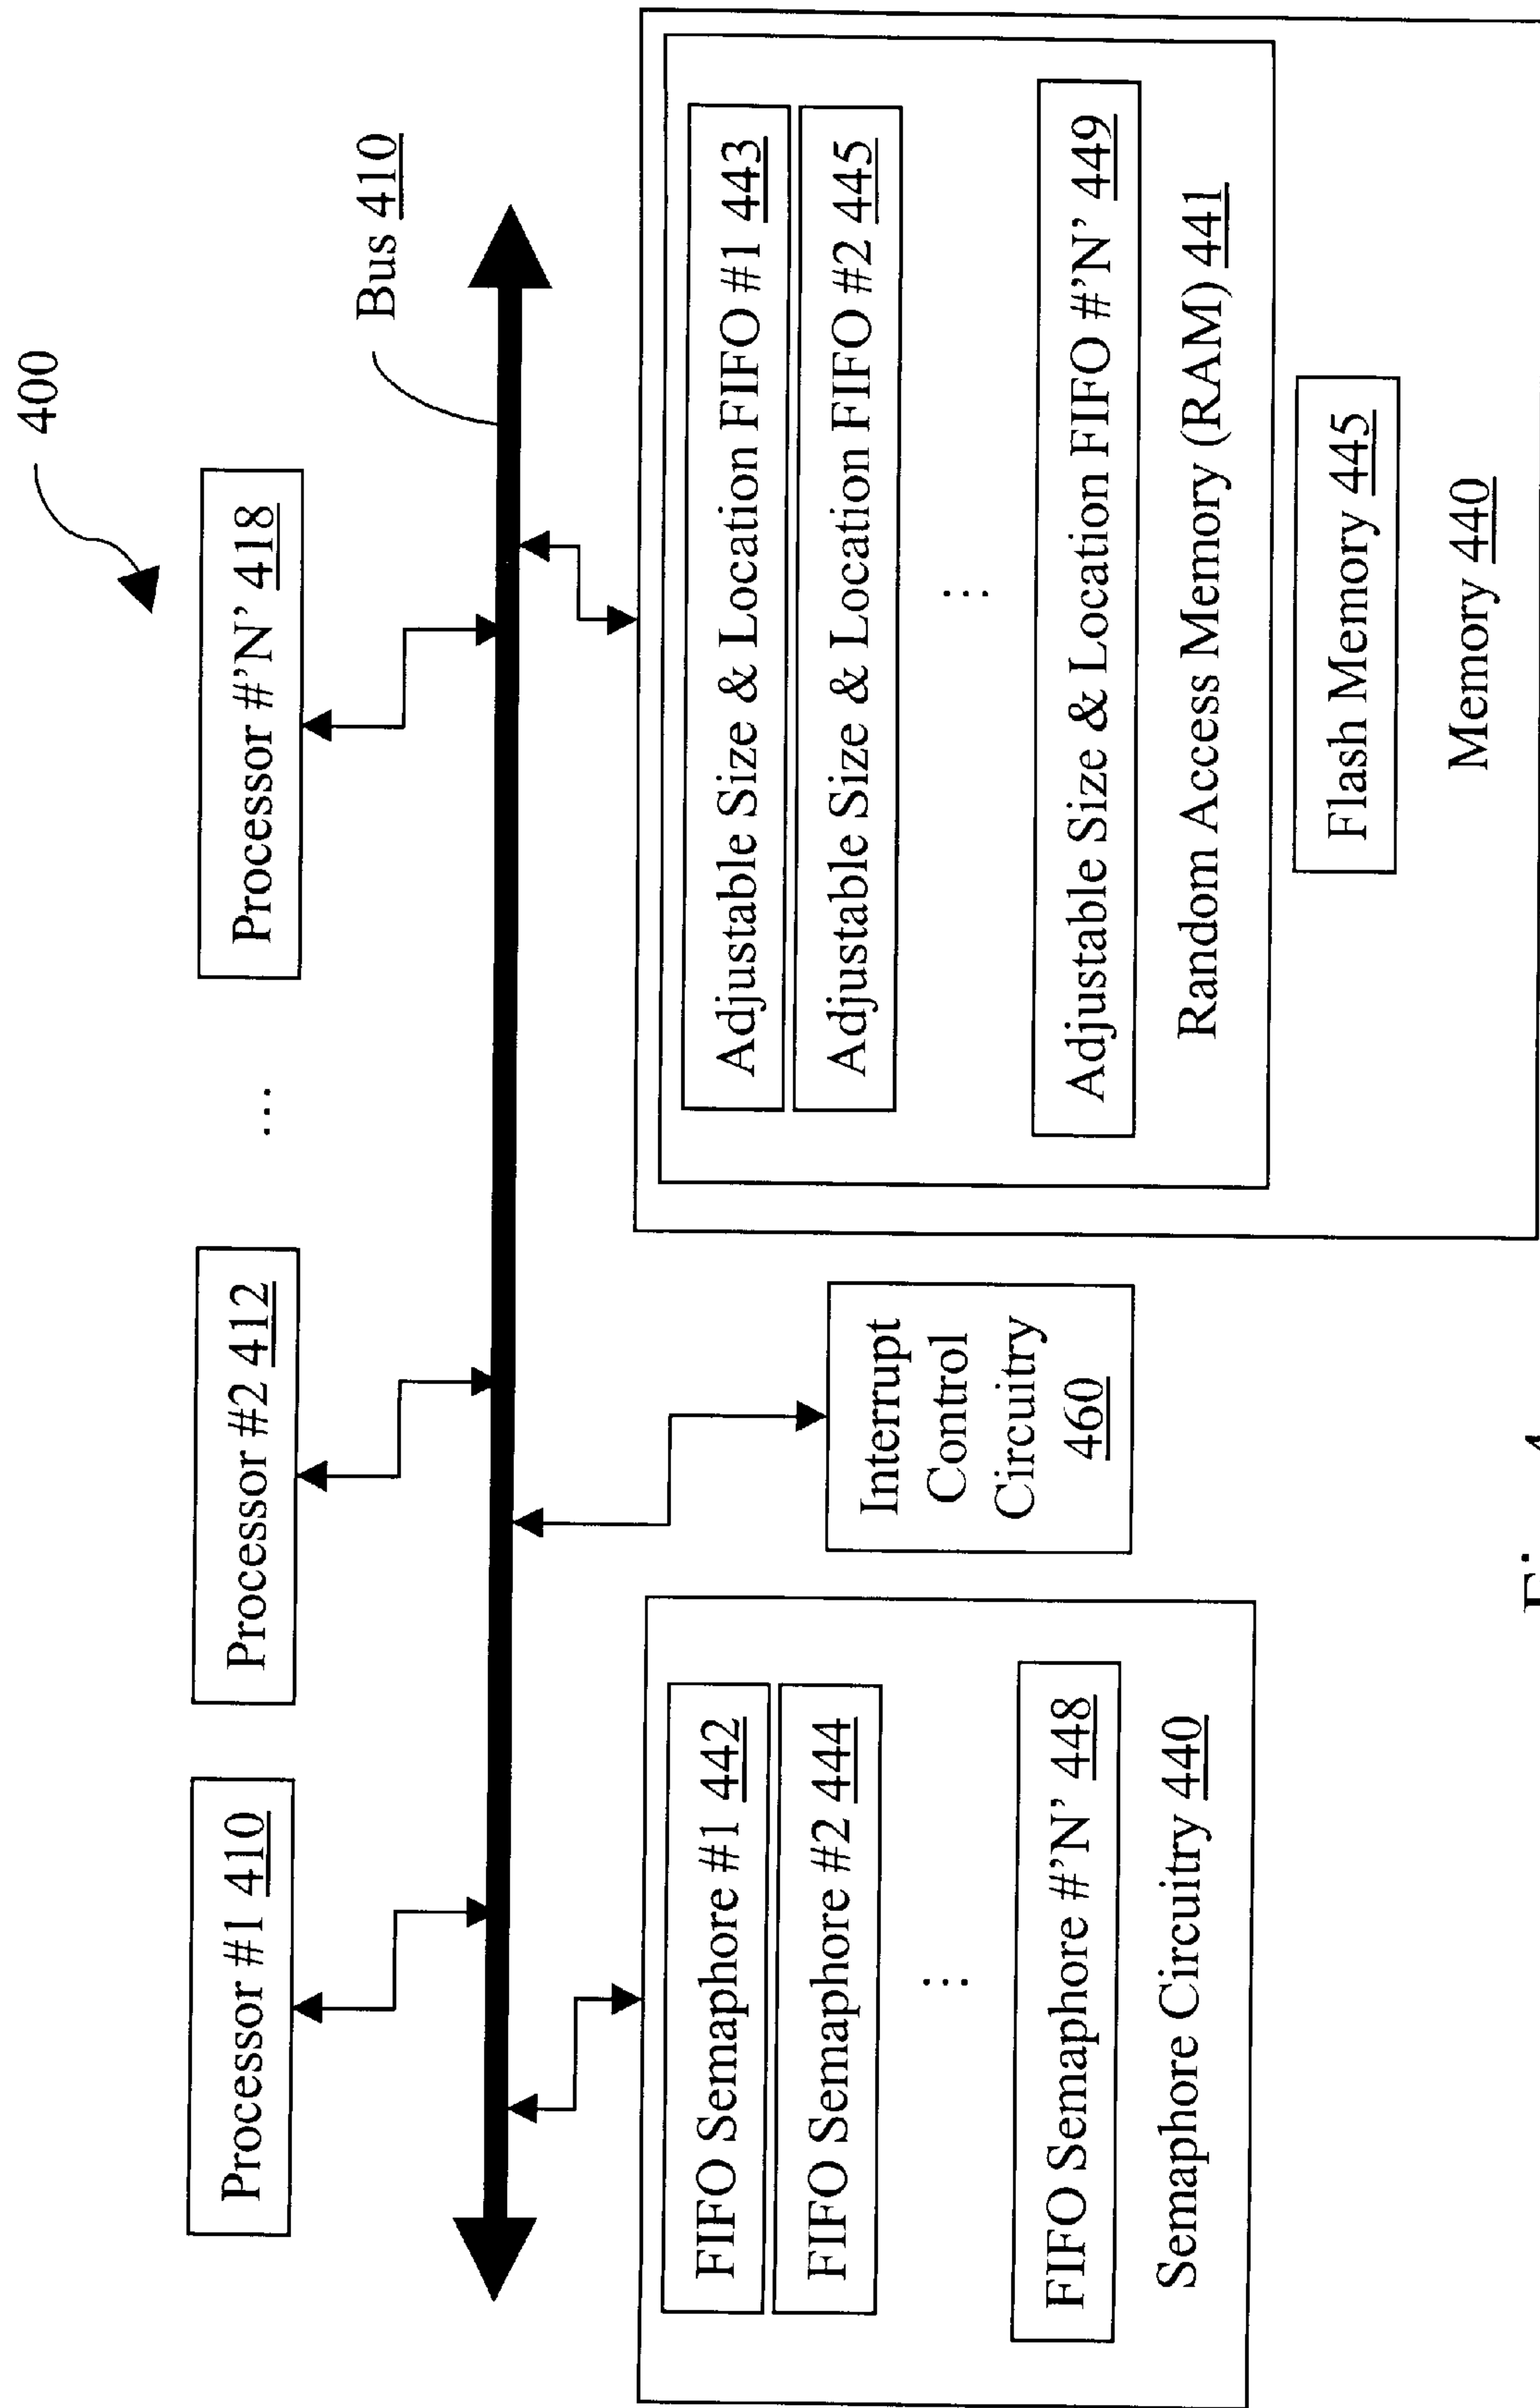 400
Processor #1 410
Processor #2 412
...
Processor #'N' 418
Bus 410
FIFO Semaphore #1 442
FIFO Semaphore #2 444
...
FIFO Semaphore #'N' 448
Semaphore Circuitry 440
Interrupt
Control
Circuitry
460
Adjustable Size & Location FIFO #1 443
Adjustable Size & Location FIFO #2 445
...
Adjustable Size & Location FIFO #'N' 449
Random Access Memory (RAM) 441
Flash Memory 445
Memory 440